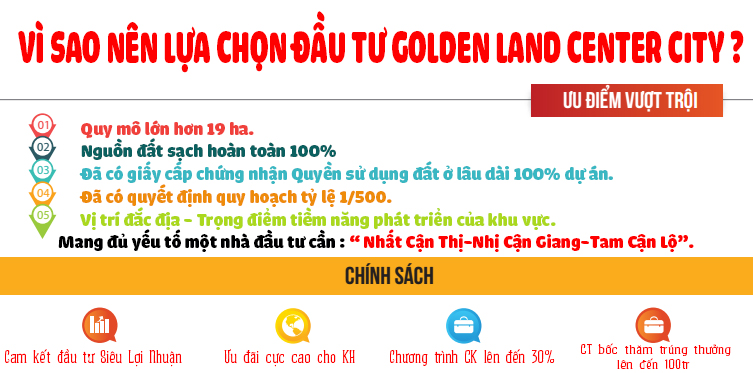 VÌ SAO NÊN LỰA CHỌN ĐẦU TƯ GOLDEN LAND CENTER CITY ?
ƯU ĐIỂM VƯỢT TRỘI
01 Quy mô lớn hơn 19 ha.
02 Nguồn đất sạch hoàn toàn 100%
03 Đã có giấy cấp chứng nhận Quyền sử dụng đất ở lâu dài 100% dự án.
04 Đã có quyết định quy hoạch tỷ lệ 1/500.
05 Vị trí đắc địa - Trọng điểm tiềm năng phát triển của khu vực.
Mang đủ yếu tố một nhà đầu tư cần : “ Nhất Cận Thị-Nhị Cận Giang-Tam Cận Lộ”.
CHÍNH SÁCH
Cam kết đầu tư Siêu Lợi Nhuận
Ưu đãi cực cao cho KH
Chương trình CK lên đến 30%
CT bốc thăm trúng thưởng
lên đến 100tr